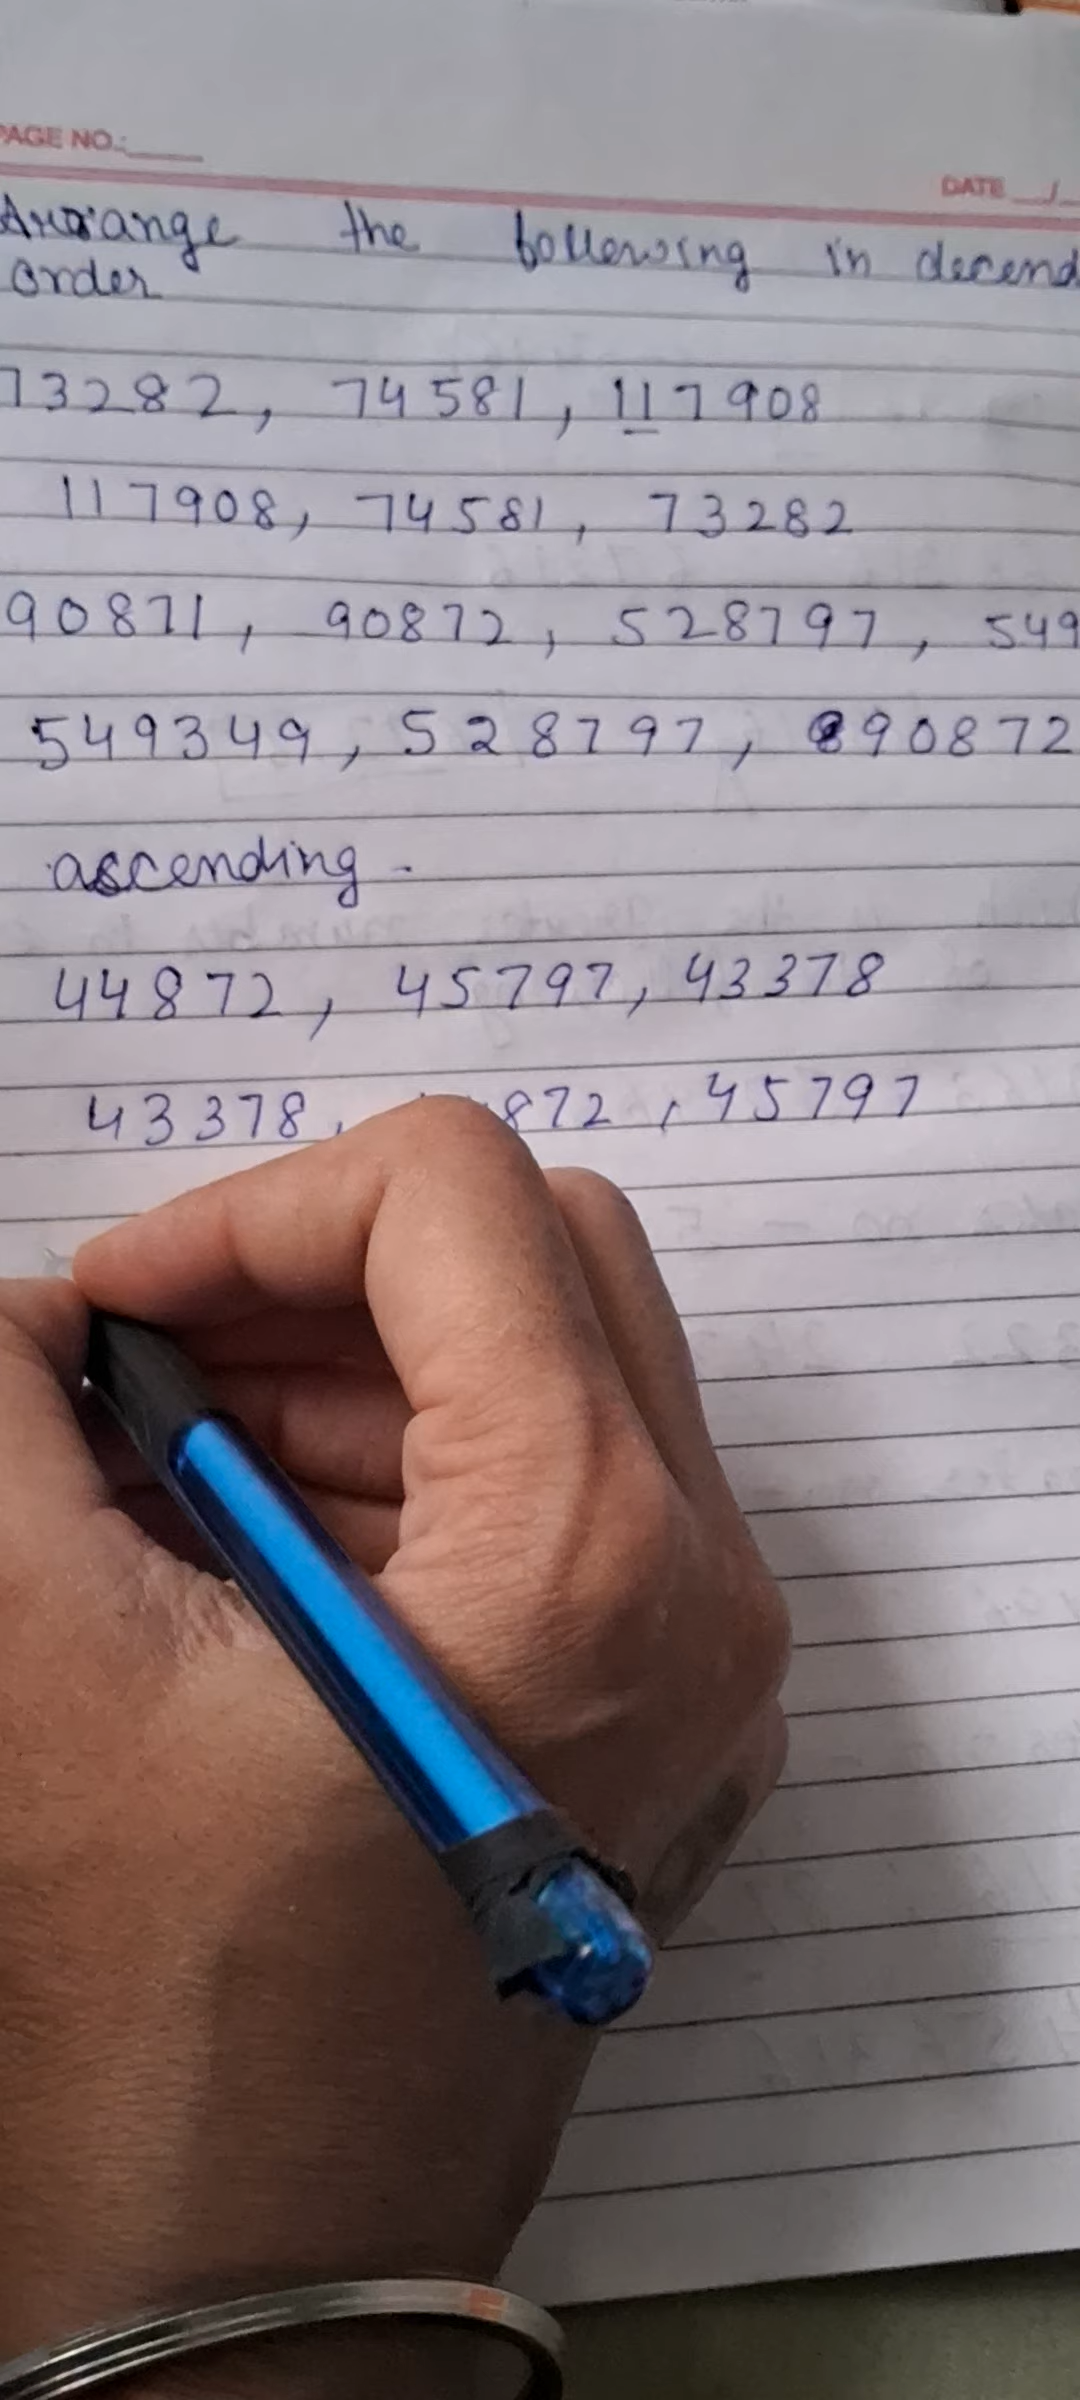 PAGE NO.:
DATE __/_
Arrange the following in decend
order
73282, 74581, 117908
117908, 74581, 73282
90871, 90872, 528797, 549
549349, 528797, 90872
ascending -
44872, 45797, 43378
43378, 872, 45797